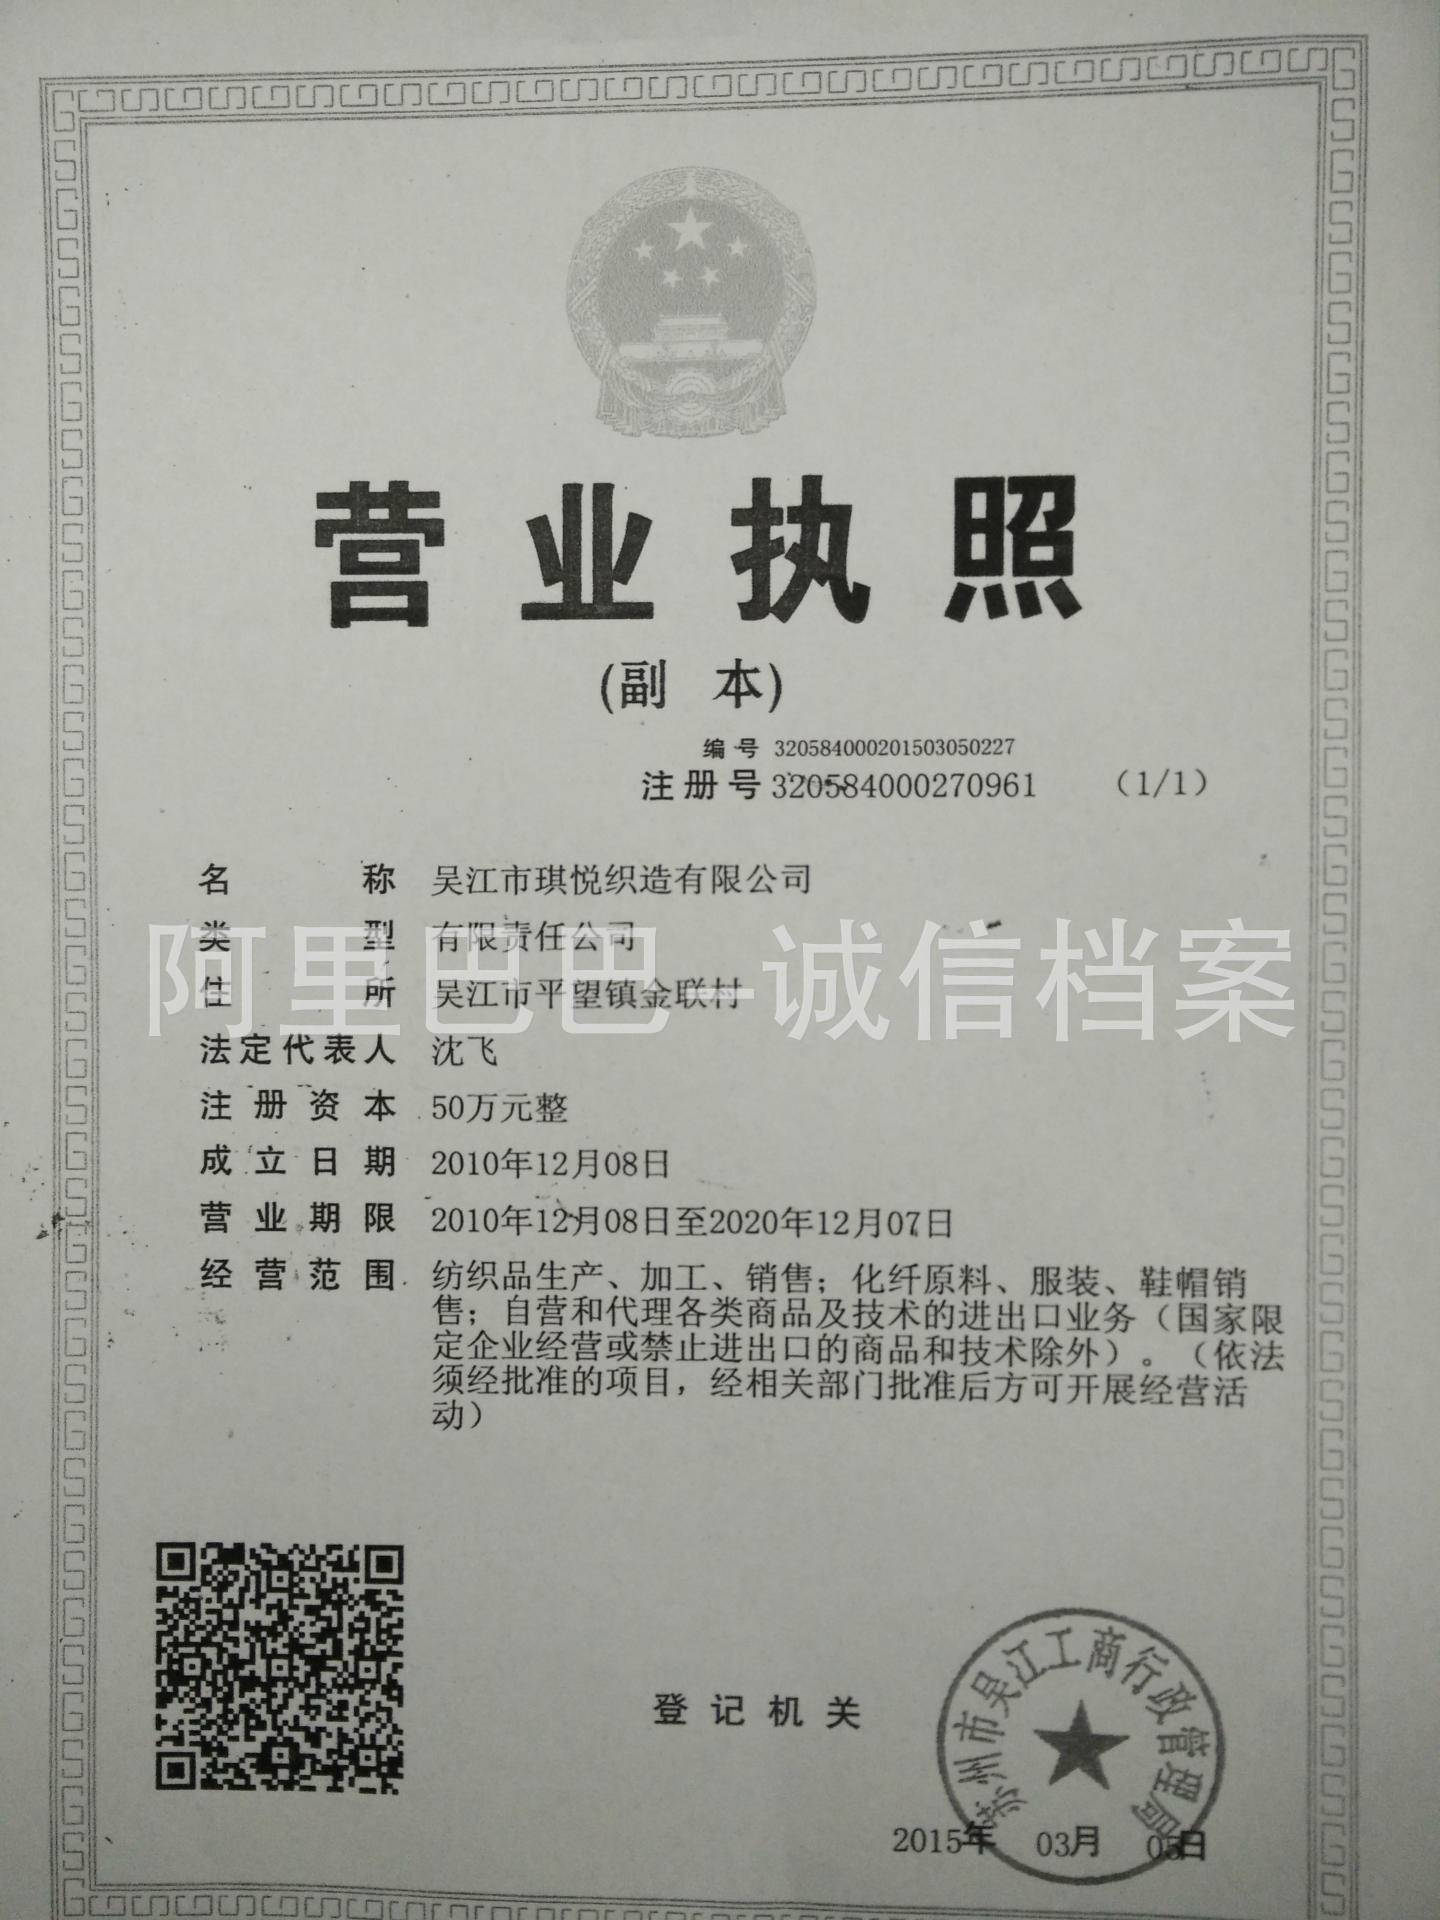 营业执照
(副 本)
编号 320584000201503050227
注册号 320584000270961 （1/1）
名称 吴江市琪悦织造有限公司
类型 有限责任公司
阿里巴巴-诚信档案
住所 吴江市平望镇金联村
法定代表人 沈飞
注册资本 50万元整
成立日期 2010年12月08日
营业期限 2010年12月08日至2020年12月07日
经营范围 纺织品生产、加工、销售；化纤原料、服装、鞋帽销
售；自营和代理各类商品及技术的进出口业务（国家限
定企业经营或禁止进出口的商品和技术除外）。（依法
须经批准的项目，经相关部门批准后方可开展经营活
动）
登记机关
苏州市吴江工商行政管理局
2015年 03月 05日